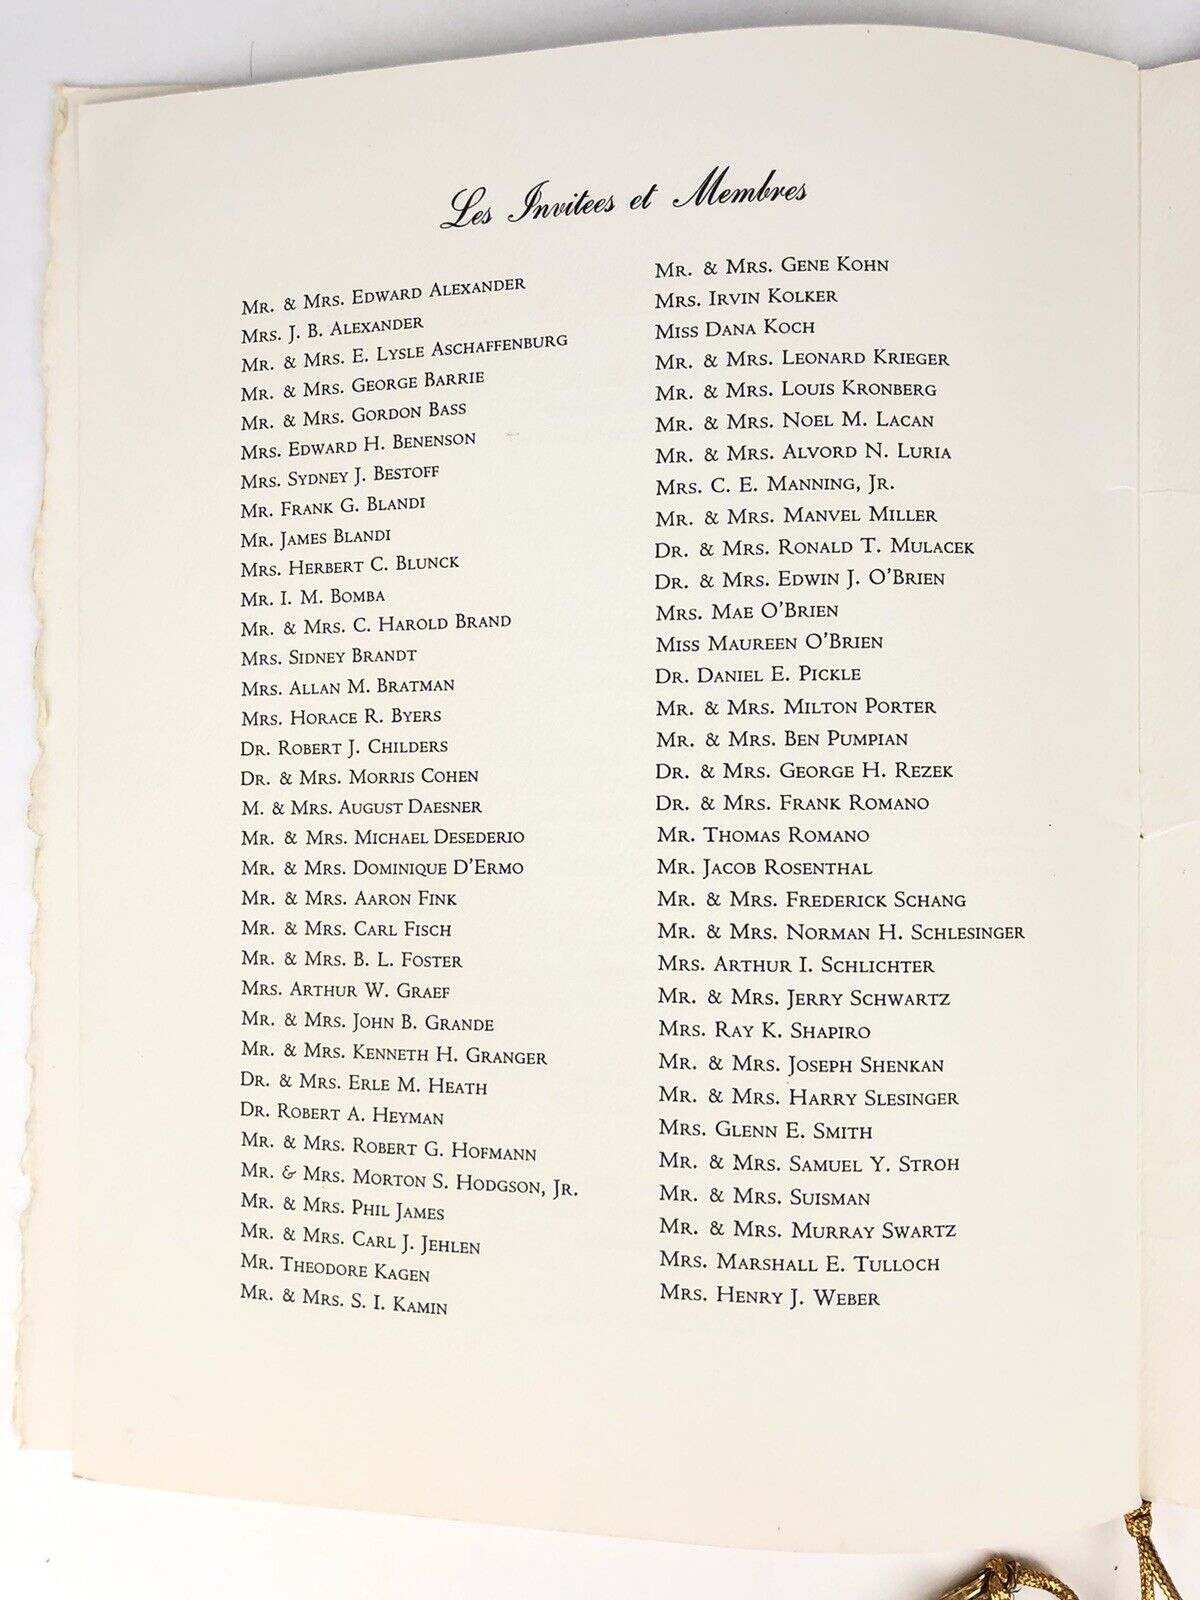 Les Invitees et Membres
Mr. & Mrs. Edward Alexander
Mrs. J. B. Alexander
Mr. & Mrs. E. Lysle Aschaffenburg
Mr. & Mrs. George Barrie
Mr. & Mrs. Gordon Bass
Mrs. Edward H. Benenson
Mrs. Sydney J. Bestoff
Mr. Frank G. Blandi
Mr. James Blandi
Mrs. Herbert C. Blunck
Mr. I. M. Bomba
Mr. & Mrs. C. Harold Brand
Mrs. Sidney Brandt
Mrs. Allan M. Bratman
Mrs. Horace R. Byers
Dr. Robert J. Childers
Dr. & Mrs. Morris Cohen
M. & Mrs. August Daesner
Mr. & Mrs. Michael Desederio
Mr. & Mrs. Dominique D'Ermo
Mr. & Mrs. Aaron Fink
Mr. & Mrs. Carl Fisch
Mr. & Mrs. B. L. Foster
Mrs. Arthur W. Graef
Mr. & Mrs. John B. Grande
Mr. & Mrs. Kenneth H. Granger
Dr. & Mrs. Erle M. Heath
Dr. Robert A. Heyman
Mr. & Mrs. Robert G. Hofmann
Mr. & Mrs. Morton S. Hodgson, Jr.
Mr. & Mrs. Phil James
Mr. & Mrs. Carl J. Jehlen
Mr. Theodore Kagen
Mr. & Mrs. S. I. Kamin
Mr. & Mrs. Gene Kohn
Mrs. Irvin Kolker
Miss Dana Koch
Mr. & Mrs. Leonard Krieger
Mr. & Mrs. Louis Kronberg
Mr. & Mrs. Noel M. Lacan
Mr. & Mrs. Alvord N. Luria
Mrs. C. E. Manning, Jr.
Mr. & Mrs. Manvel Miller
Dr. & Mrs. Ronald T. Mulacek
Dr. & Mrs. Edwin J. O'Brien
Mrs. Mae O'Brien
Miss Maureen O'Brien
Dr. Daniel E. Pickle
Mr. & Mrs. Milton Porter
Mr. & Mrs. Ben Pumpian
Dr. & Mrs. George H. Rezek
Dr. & Mrs. Frank Romano
Mr. Thomas Romano
Mr. Jacob Rosenthal
Mr. & Mrs. Frederick Schang
Mr. & Mrs. Norman H. Schlesinger
Mrs. Arthur I. Schlichter
Mr. & Mrs. Jerry Schwartz
Mrs. Ray K. Shapiro
Mr. & Mrs. Joseph Shenkan
Mr. & Mrs. Harry Slesinger
Mrs. Glenn E. Smith
Mr. & Mrs. Samuel Y. Stroh
Mr. & Mrs. Suisman
Mr. & Mrs. Murray Swartz
Mrs. Marshall E. Tulloch
Mrs. Henry J. Weber